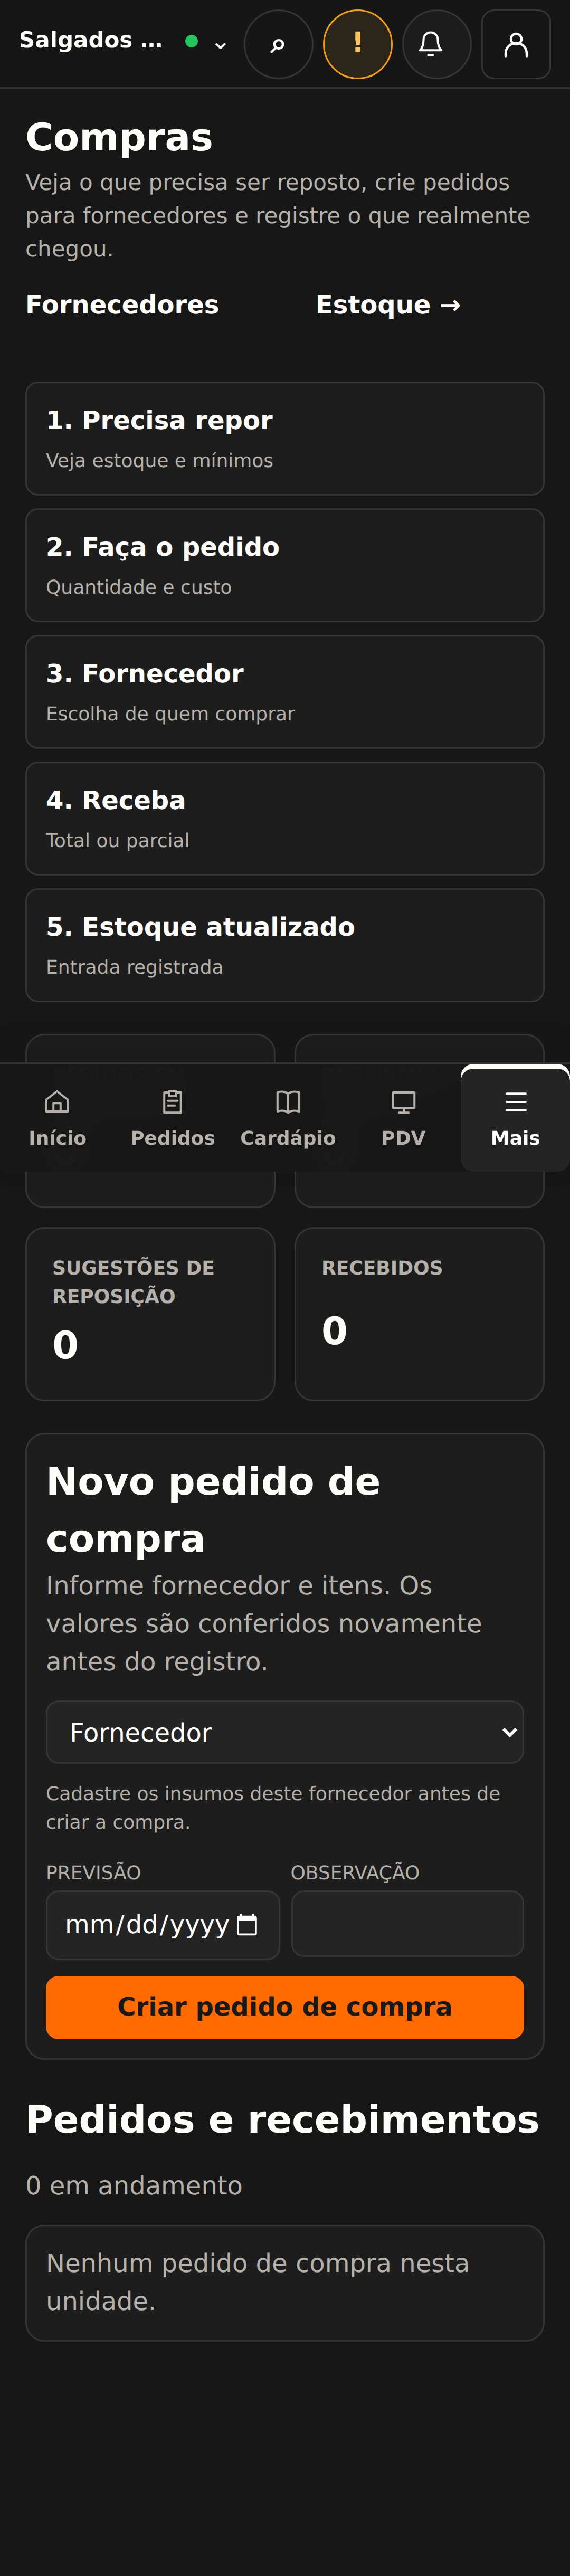 Salgados ...
!
Compras
Veja o que precisa ser reposto, crie pedidos
para fornecedores e registre o que realmente
chegou.
Fornecedores
Estoque →
1. Precisa repor
Veja estoque e mínimos
2. Faça o pedido
Quantidade e custo
3. Fornecedor
Escolha de quem comprar
4. Receba
Total ou parcial
5. Estoque atualizado
Entrada registrada
Início
Pedidos
Cardápio
PDV
Mais
SUGESTÕES DE
REPOSIÇÃO
0
RECEBIDOS
0
Novo pedido de
compra
Informe fornecedor e itens. Os
valores são conferidos novamente
antes do registro.
Fornecedor
Cadastre os insumos deste fornecedor antes de
criar a compra.
PREVISÃO
OBSERVAÇÃO
mm/dd/yyyy
Criar pedido de compra
Pedidos e recebimentos
0 em andamento
Nenhum pedido de compra nesta
unidade.